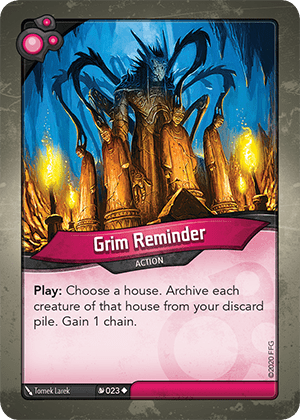 Grim Reminder
ACTION
Play: Choose a house. Archive each
creature of that house from your discard
pile. Gain 1 chain.
Tomek Larek
023
©2020 FFG